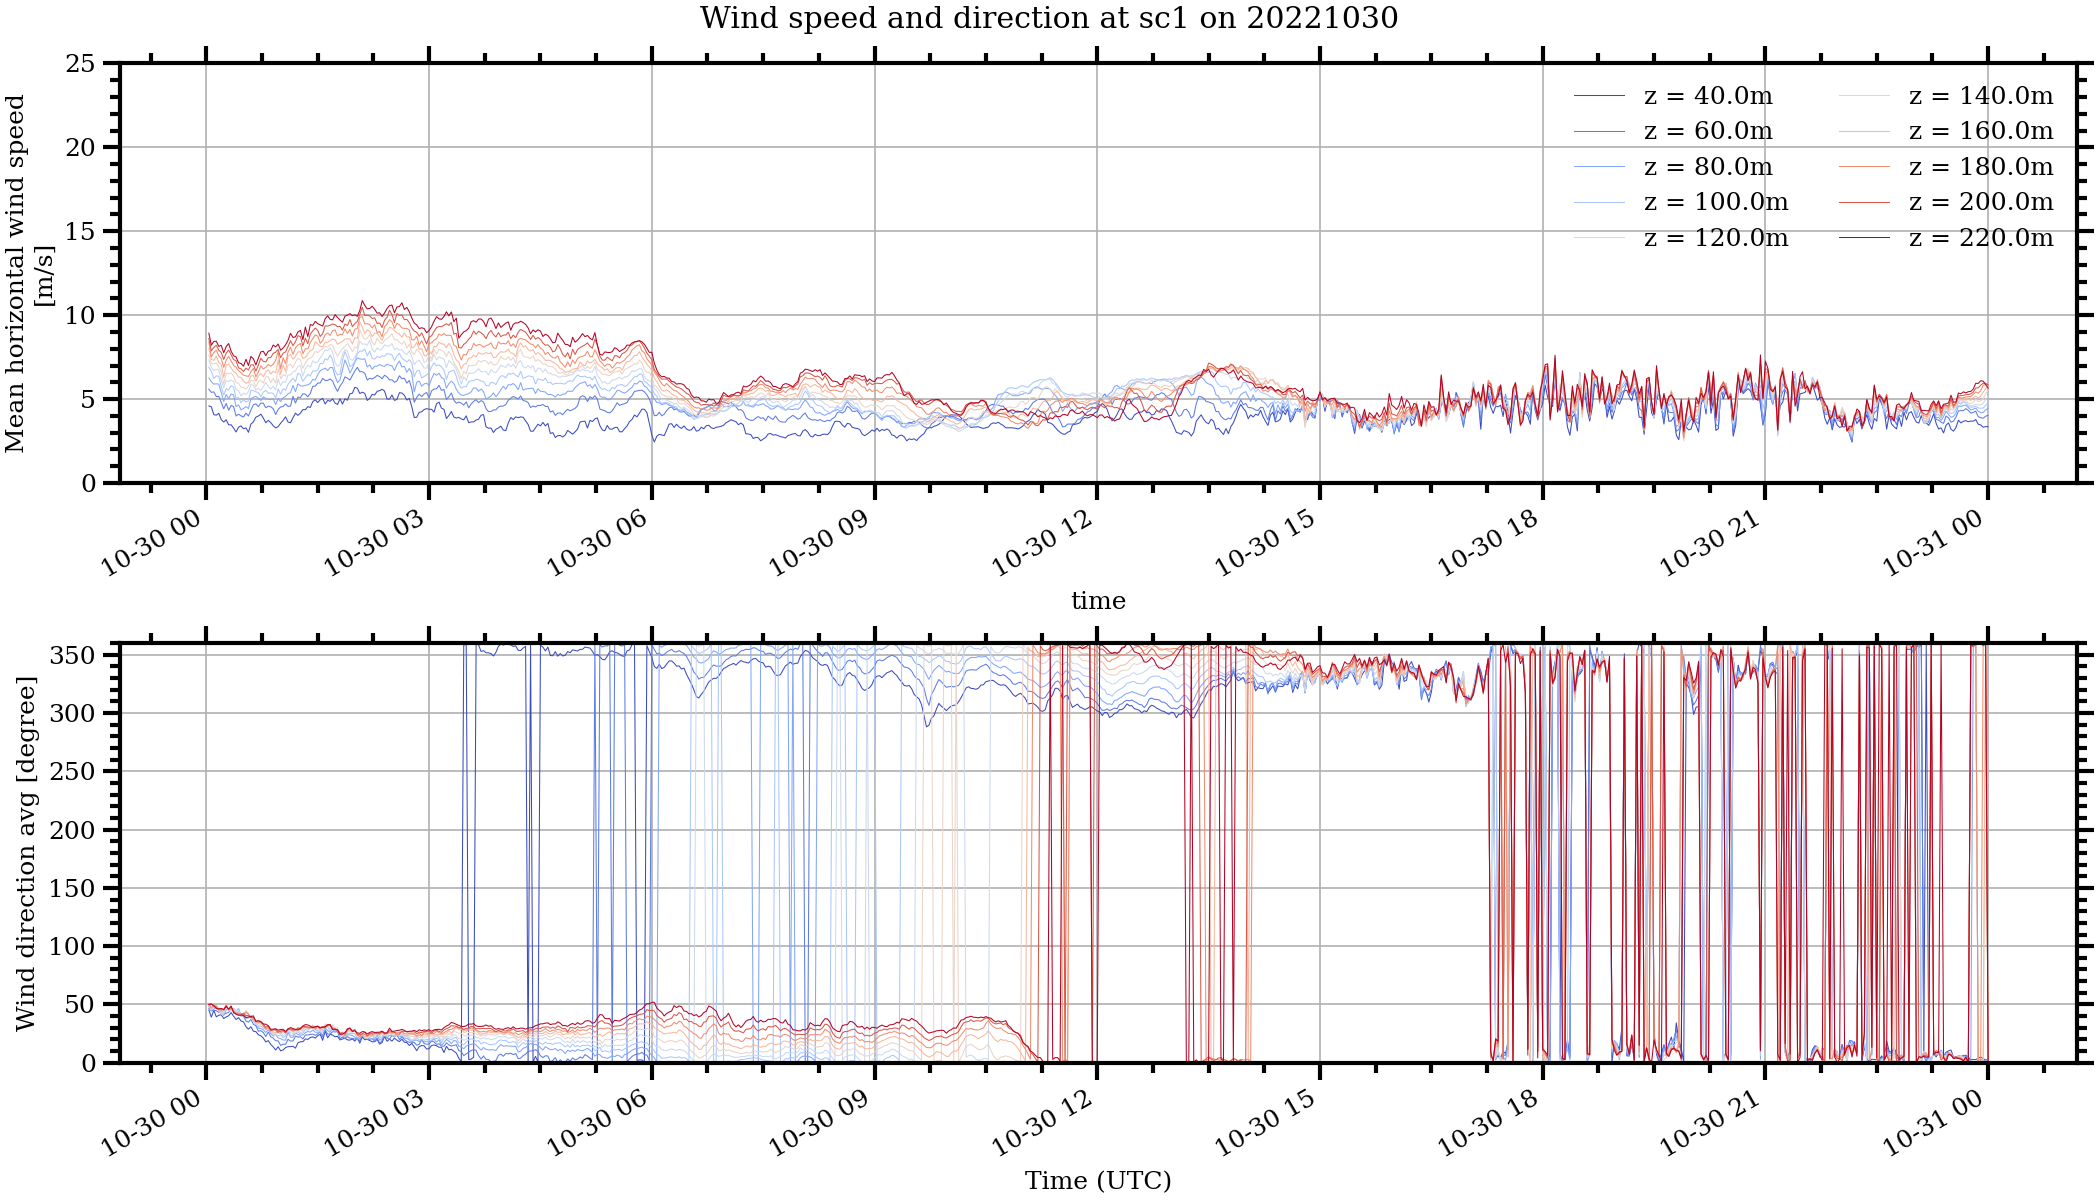 Wind speed and direction at sc1 on 20221030
Mean horizontal wind speed
[m/s]
25
20
15
10
5
0
z = 40.0m
z = 60.0m
z = 80.0m
z = 100.0m
z = 120.0m
z = 140.0m
z = 160.0m
z = 180.0m
z = 200.0m
z = 220.0m
10-30 00
10-30 03
10-30 06
10-30 09
10-30 12
10-30 15
10-30 18
10-30 21
10-31 00
time
Wind direction avg [degree]
350
300
250
200
150
100
50
0
10-30 00
10-30 03
10-30 06
10-30 09
10-30 12
10-30 15
10-30 18
10-30 21
10-31 00
Time (UTC)